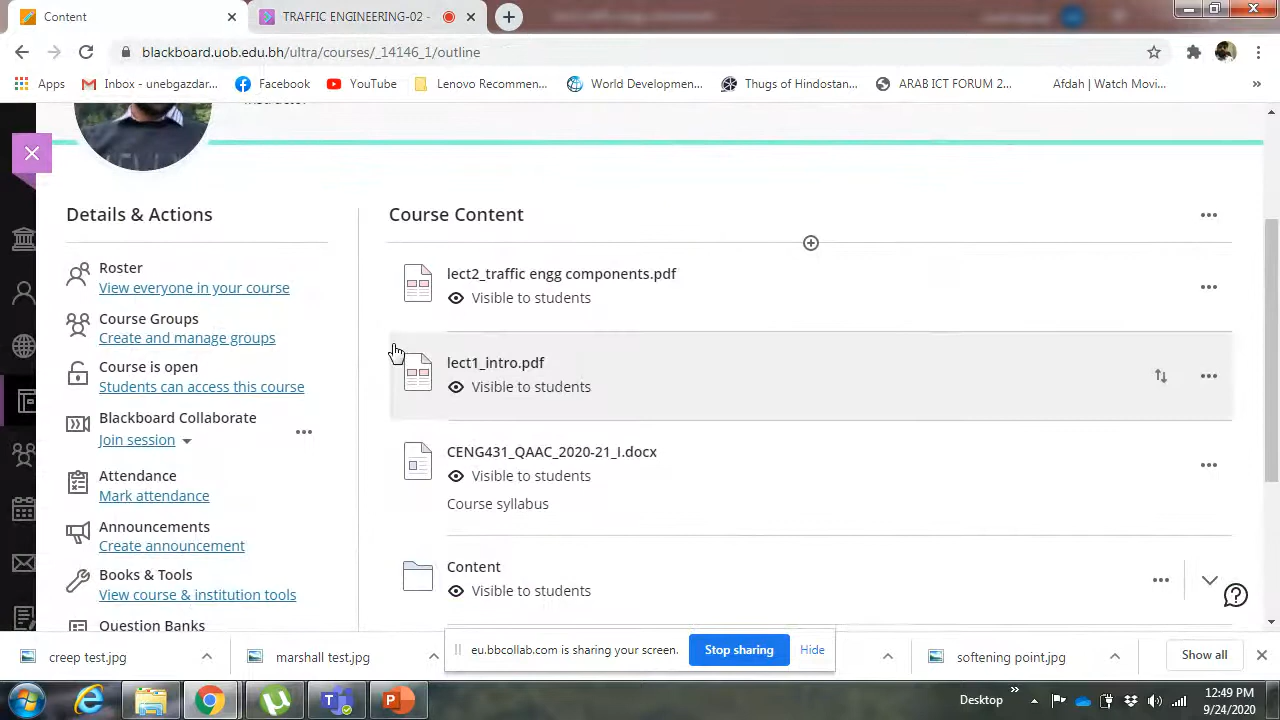 Content
TRAFFIC ENGINEERING-02 -
blackboard.uob.edu.bh/ultra/courses/_14146_1/outline
Apps
Inbox - unebgazdar...
Facebook
YouTube
Lenovo Recommen...
World Developmen...
Thugs of Hindostan...
ARAB ICT FORUM 2...
Afdah | Watch Movi...
»
Details & Actions
Roster
View everyone in your course
Course Groups
Create and manage groups
Course is open
Students can access this course
Blackboard Collaborate
Join session
Attendance
Mark attendance
Announcements
Create announcement
Books & Tools
View course & institution tools
Question Banks
Course Content
lect2_traffic engg components.pdf
Visible to students
lect1_intro.pdf
Visible to students
CENG431_QAAC_2020-21_I.docx
Visible to students
Course syllabus
Content
Visible to students
eu.bbcollab.com is sharing your screen.
Stop sharing
Hide
creep test.jpg
marshall test.jpg
softening point.jpg
Show all
Desktop
»
12:49 PM
9/24/2020